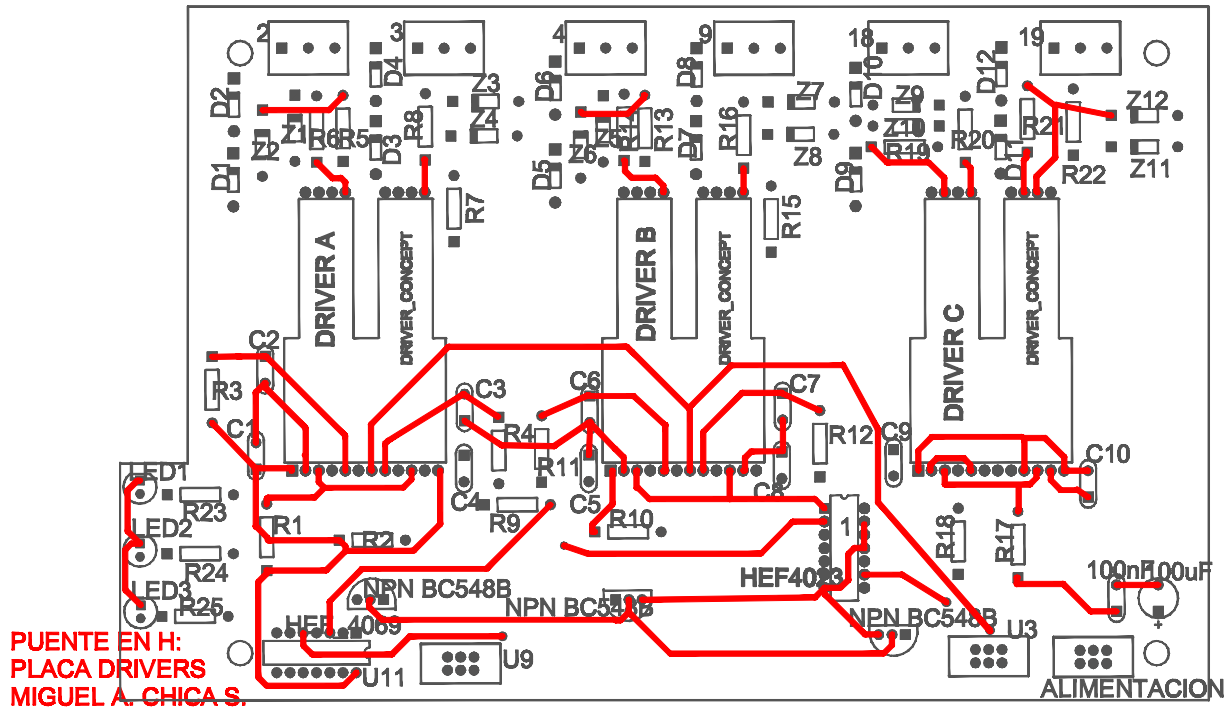 2
3
4
9
18
19
D2
D4
Z3
Z4
D6
D8
Z7
Z8
D10
Z9
Z10
D12
Z12
Z11
Z1
Z2
R6
R5
D3
R8
Z5
Z6
R13
D7
R16
R19
R20
R21
D11
R22
D1
R7
D5
R15
D9
DRIVER A
DRIVER_CONCEPT
DRIVER B
DRIVER_CONCEPT
DRIVER C
DRIVER_CONCEPT
C2
R3
C3
C6
C7
C1
R4
R11
R12
C9
C10
LED1
R23
C4
C5
C8
R9
R10
1
LED2
R1
R2
R24
R18
R17
HEF4023
100nF
100uF
LED3
R25
NPN BC548B
NPN BC548B
NPN BC548B
+
HEF 4069
U11
U9
U3
PUENTE EN H:
PLACA DRIVERS
MIGUEL A. CHICA S.
ALIMENTACION